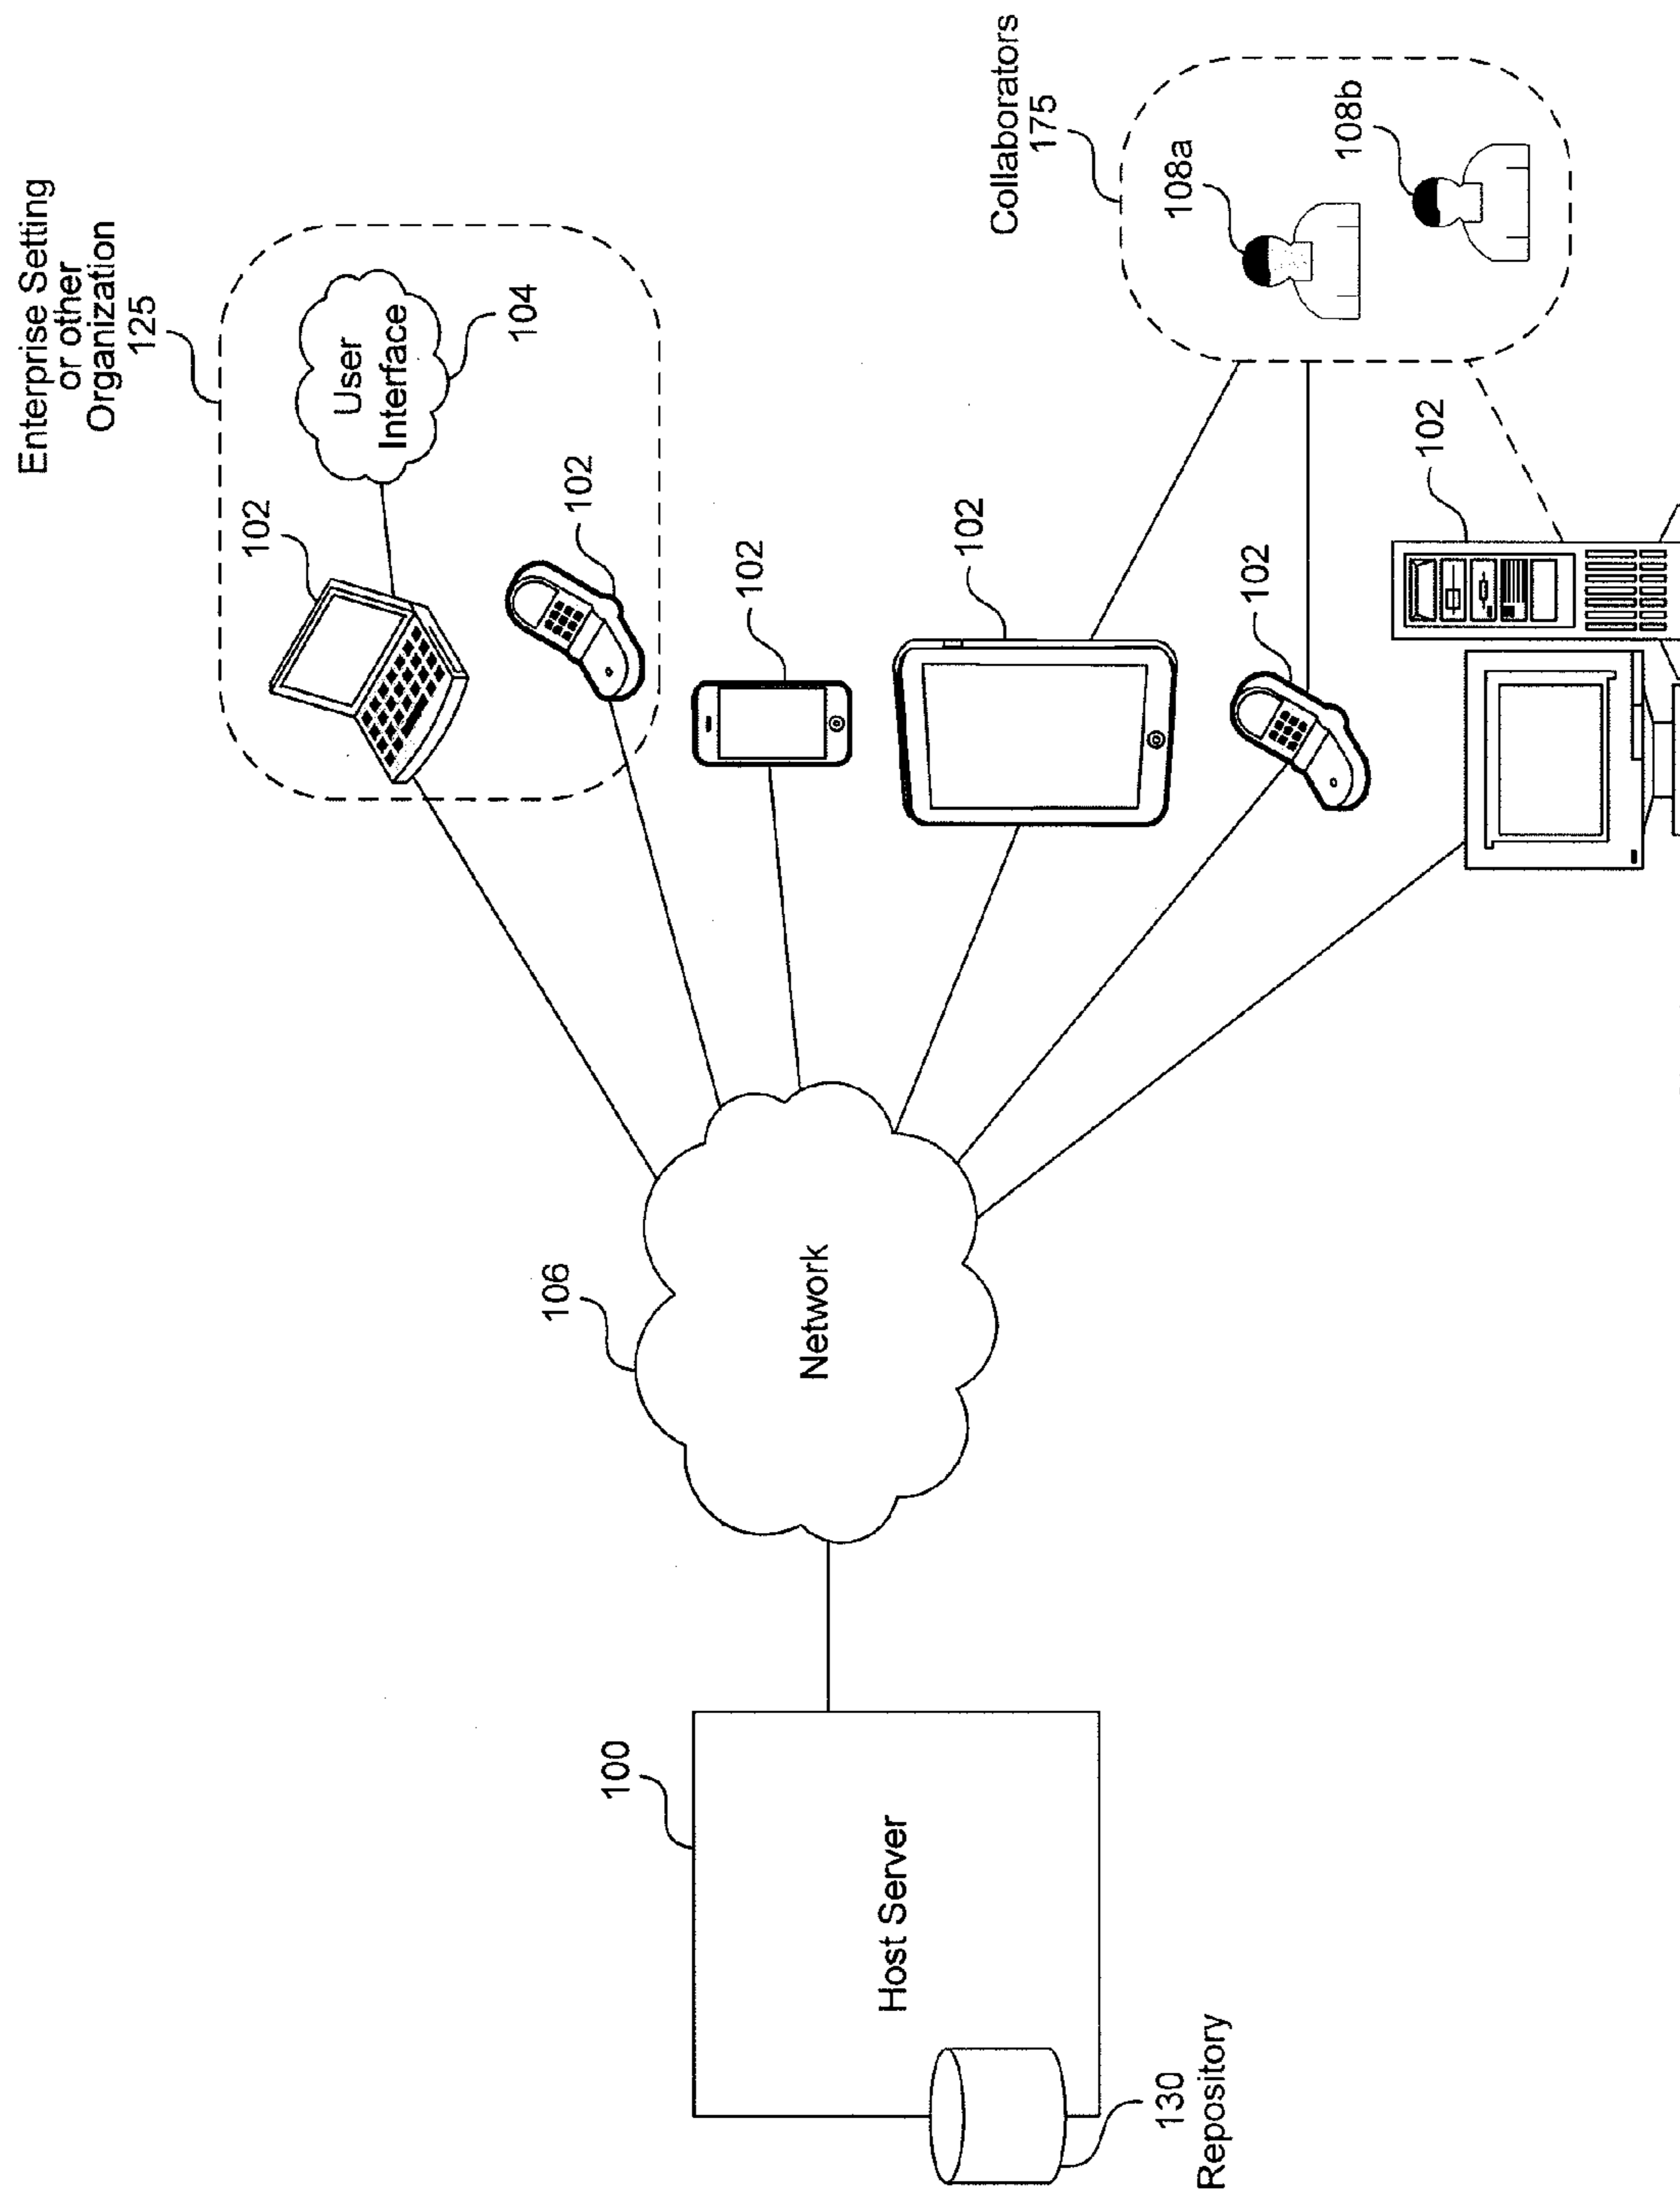 Enterprise Setting
or other
Organization
125
102
User
Interface
104
102
102
102
102
102
Collaborators
175
108a
108b
106
Network
100
Host Server
130
Repository